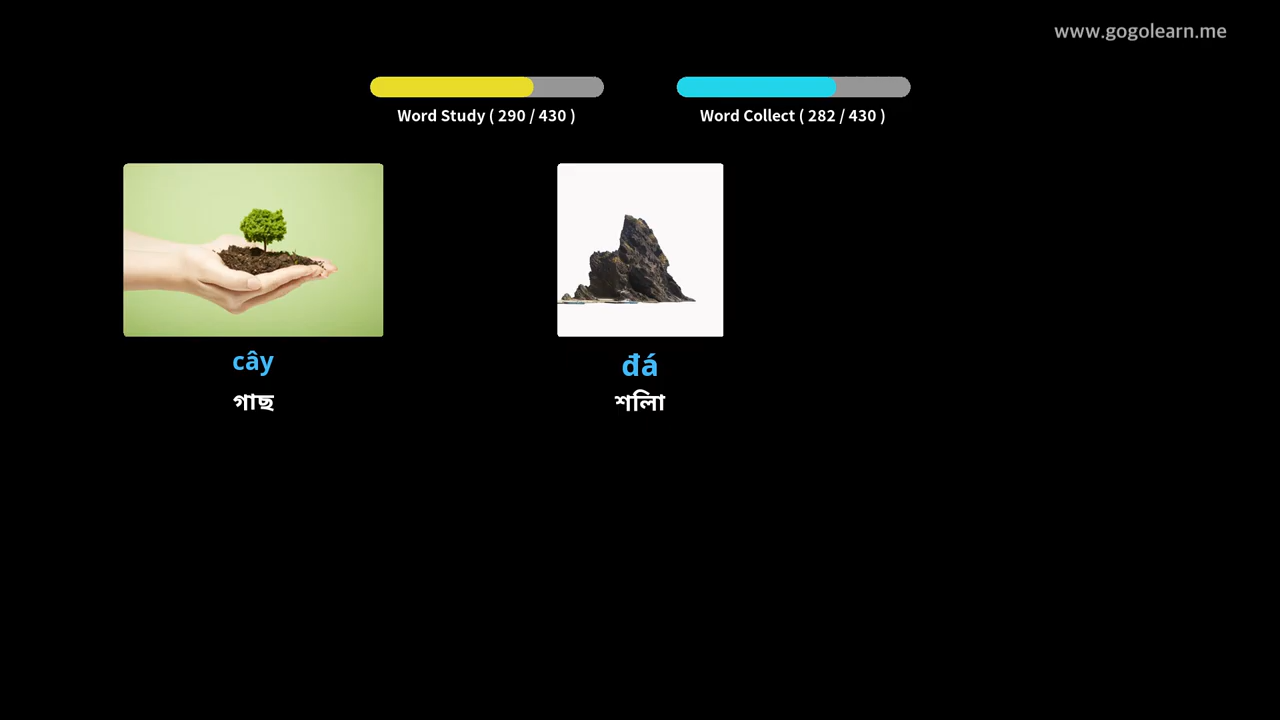 www.gogolearn.me
Word Study ( 290 / 430 )
Word Collect ( 282 / 430 )
cây
đá
গাছ
শিলা